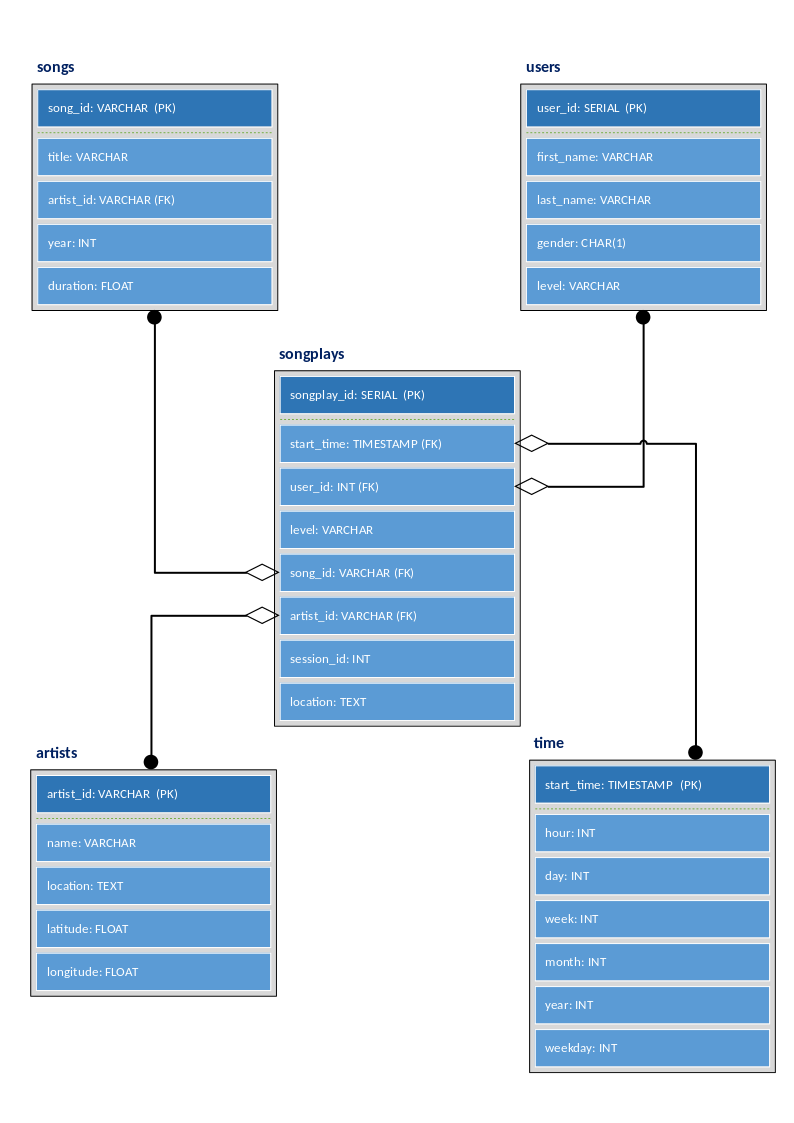 songs
song_id: VARCHAR (PK)
title: VARCHAR
artist_id: VARCHAR (FK)
year: INT
duration: FLOAT
users
user_id: SERIAL (PK)
first_name: VARCHAR
last_name: VARCHAR
gender: CHAR(1)
level: VARCHAR
songplays
songplay_id: SERIAL (PK)
start_time: TIMESTAMP (FK)
user_id: INT (FK)
level: VARCHAR
song_id: VARCHAR (FK)
artist_id: VARCHAR (FK)
session_id: INT
location: TEXT
artists
artist_id: VARCHAR (PK)
name: VARCHAR
location: TEXT
latitude: FLOAT
longitude: FLOAT
time
start_time: TIMESTAMP (PK)
hour: INT
day: INT
week: INT
month: INT
year: INT
weekday: INT